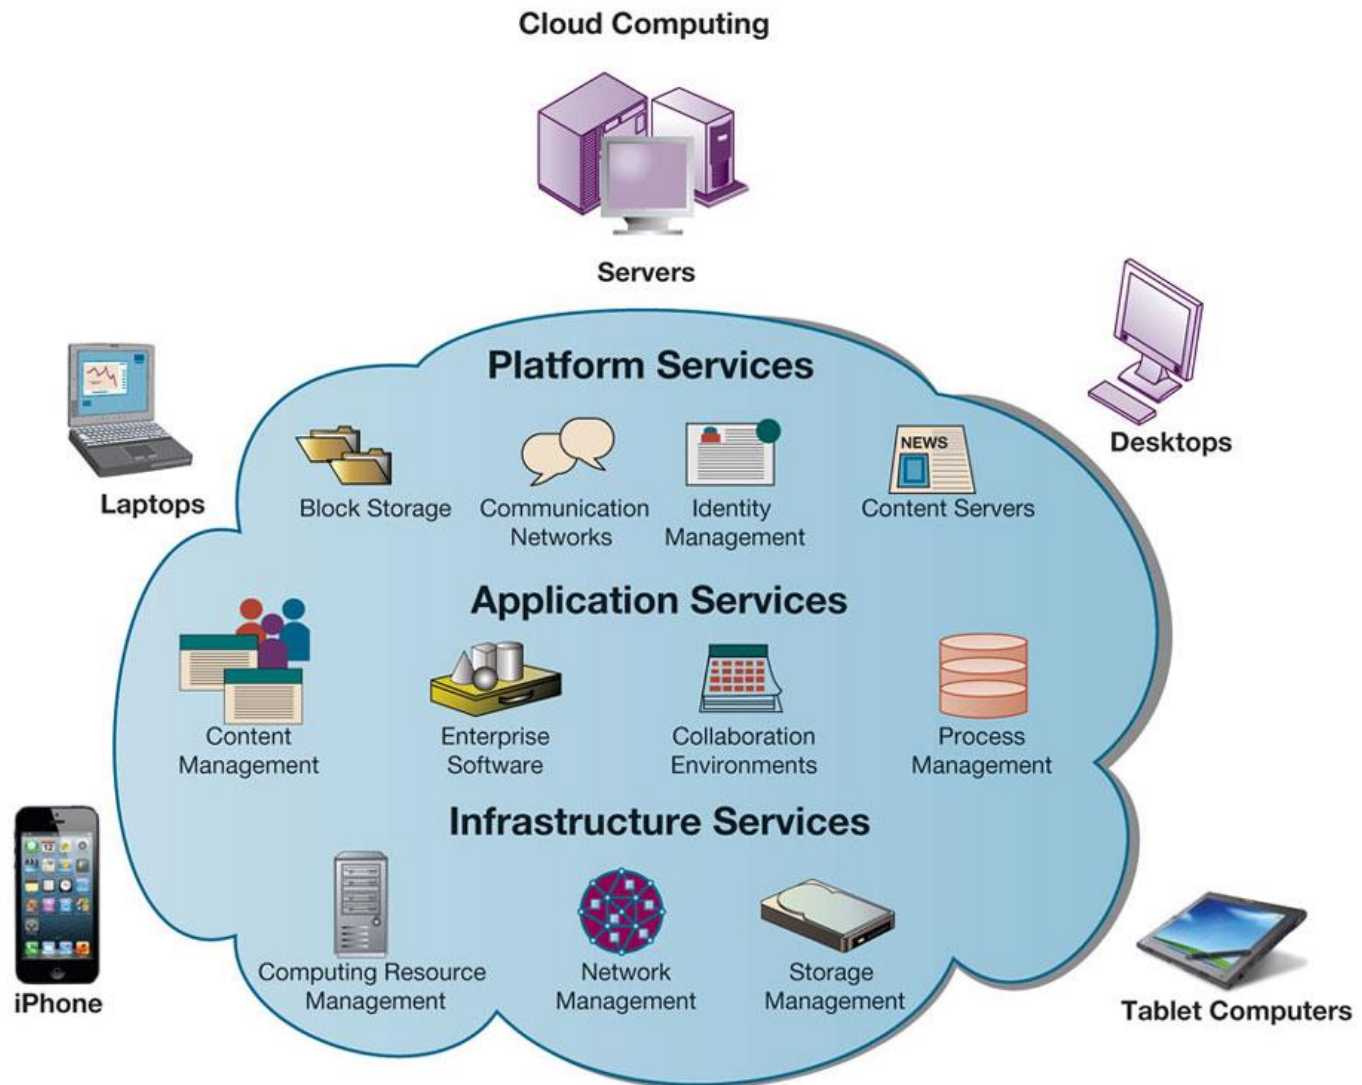 Cloud Computing
Servers
Desktops
Laptops
Platform Services
Block Storage
Communication
Networks
Identity
Management
NEWS
Content Servers
Application Services
Content
Management
Enterprise
Software
Collaboration
Environments
Process
Management
Infrastructure Services
Computing Resource
Management
Network
Management
Storage
Management
iPhone
Tablet Computers